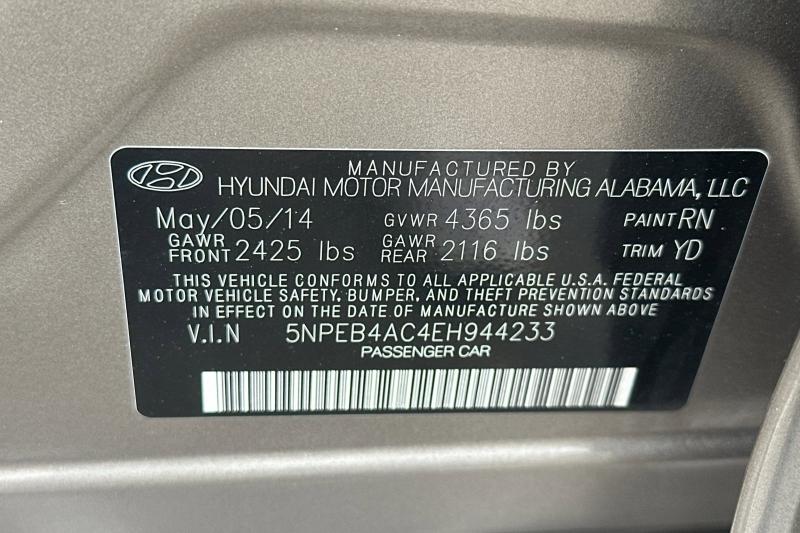 MANUFACTURED BY
HYUNDAI MOTOR MANUFACTURING ALABAMA, LLC
May/05/14 GVWR 4365 lbs PAINT RN
GAWR FRONT 2425 lbs GAWR REAR 2116 lbs TRIM YD
THIS VEHICLE CONFORMS TO ALL APPLICABLE U.S.A. FEDERAL
MOTOR VEHICLE SAFETY, BUMPER, AND THEFT PREVENTION STANDARDS
IN EFFECT ON THE DATE OF MANUFACTURE SHOWN ABOVE
V.I.N 5NPEB4AC4EH944233
PASSENGER CAR